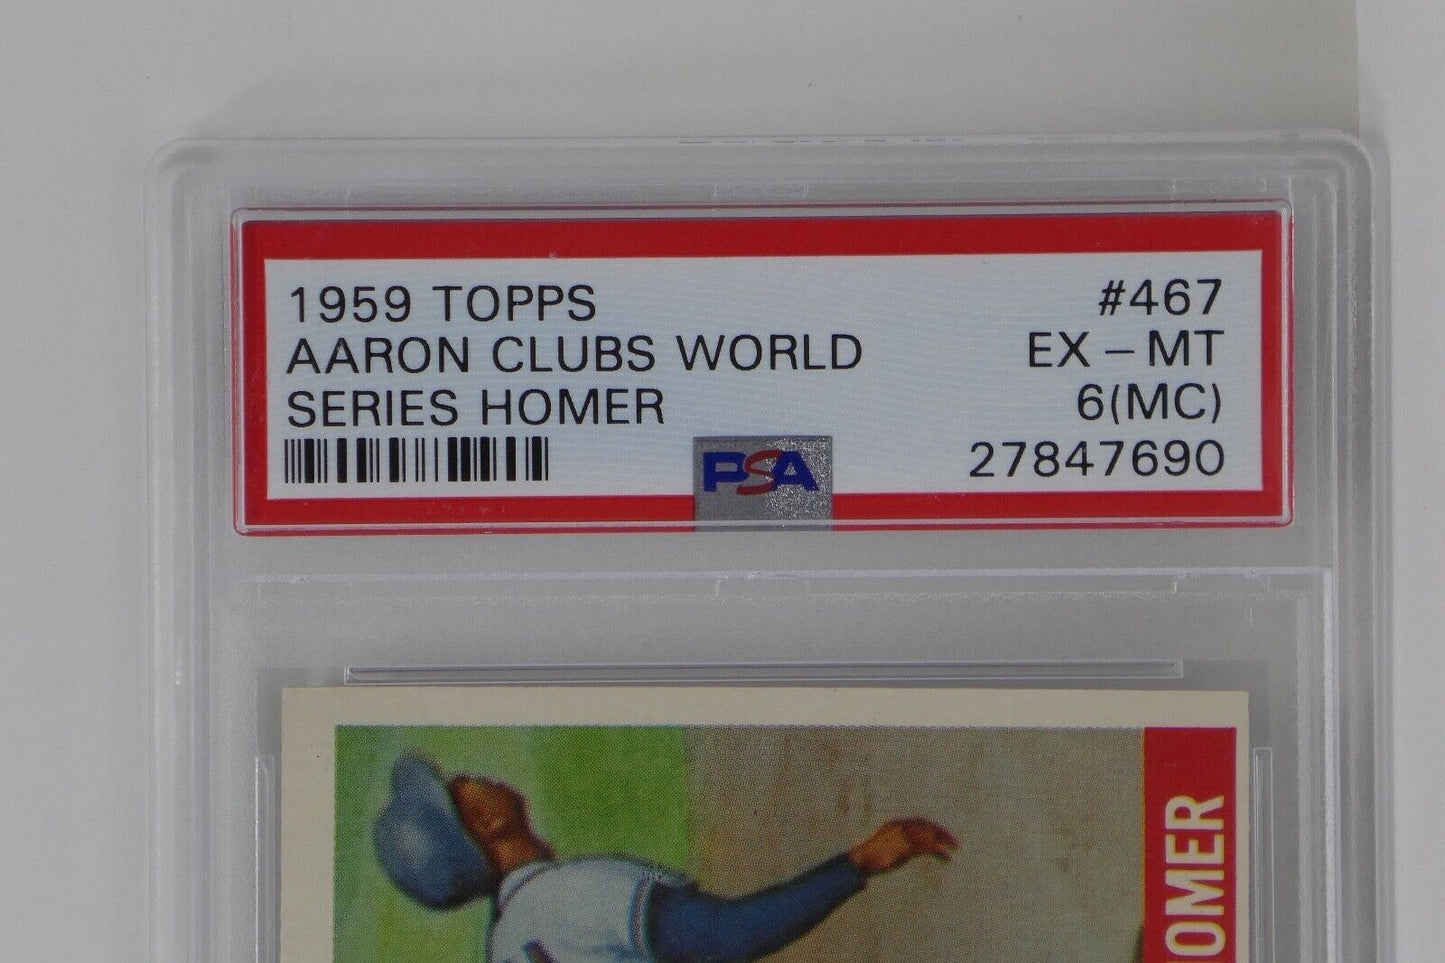 1959 TOPPS #467
AARON CLUBS WORLD EX - MT
SERIES HOMER 6(MC)
PSA 27847690
HOMER